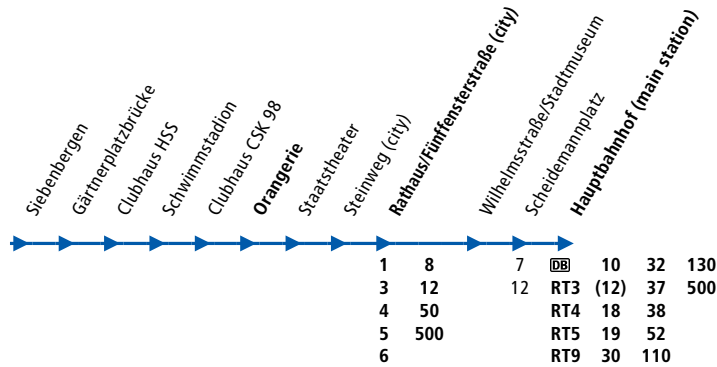 Siebenbergen
Gärtnerplatzbrücke
Clubhaus HSS
Schwimmstadion
Clubhaus CSK 98
Orangerie
Staatstheater
Steinweg (city)
Rathaus/Fünffensterstraße (city)
Wilhelmsstraße/Stadtmuseum
Scheidemannplatz
Hauptbahnhof (main station)
1 8 7 DB 10 32 130
3 12 12 RT3 (12) 37 500
4 50 RT4 18 38
5 500 RT5 19 52
6 RT9 30 110